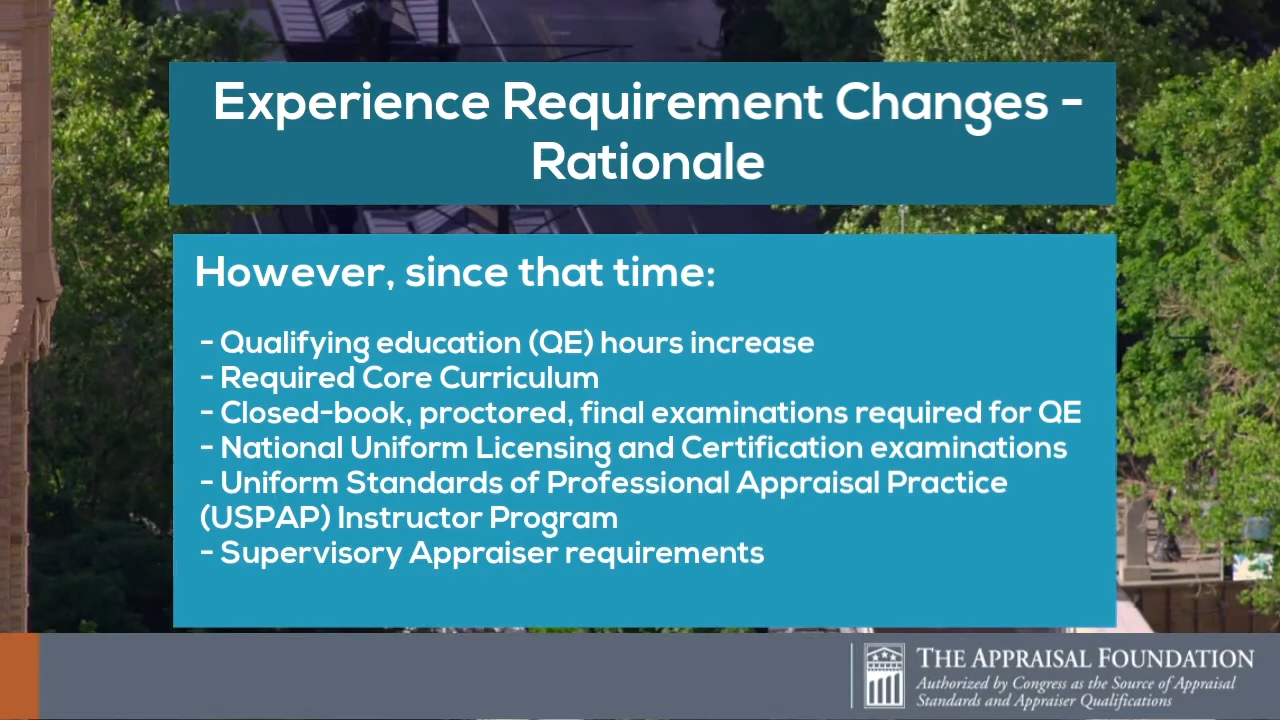 Experience Requirement Changes -
Rationale
However, since that time:
- Qualifying education (QE) hours increase
- Required Core Curriculum
- Closed-book, proctored, final examinations required for QE
- National Uniform Licensing and Certification examinations
- Uniform Standards of Professional Appraisal Practice
(USPAP) Instructor Program
- Supervisory Appraiser requirements
THE APPRAISAL FOUNDATION
Authorized by Congress as the Source of Appraisal
Standards and Appraiser Qualifications